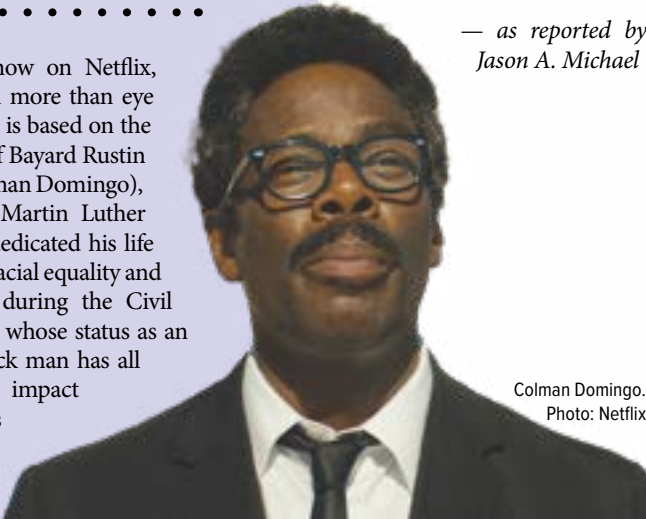 now on Netflix,
more than eye
is based on the
f Bayard Rustin
man Domingo),
Martin Luther
edicated his life
acial equality and
during the Civil
whose status as an
ck man has all
impact
s
— as reported by
Jason A. Michael
Colman Domingo.
Photo: Netflix